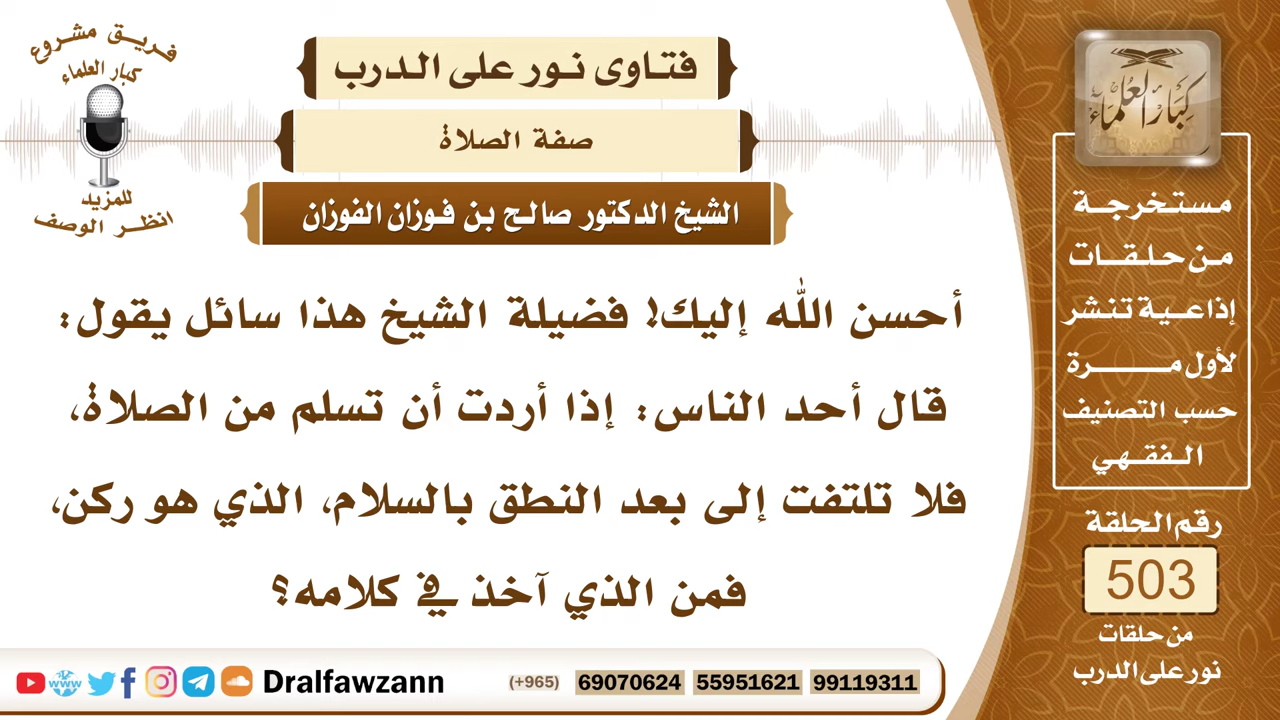 فريق مشروع
كبار العلماء
للمزيد
انظر الوصف
فتاوى نور على الدرب
صفة الصلاة
الشيخ الدكتور صالح بن فوزان الفوزان
أحسن الله إليك! فضيلة الشيخ هذا سائل يقول:
قال أحد الناس: إذا أردت أن تسلم من الصلاة،
فلا تلتفت إلى بعد النطق بالسلام، الذي هو ركن،
فمن الذي آخذ في كلامه؟
كبار العلماء
مستخرجة
من حلقات
إذاعية تنشر
لأول مرة
حسب التصنيف
الفقهي
رقم الحلقة
503
من حلقات
نور على الدرب
www Dralfawzann (+965) 69070624 55951621 99119311